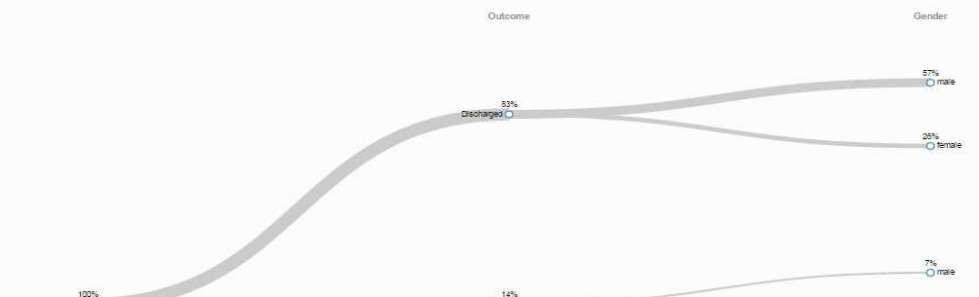 Outcome Gender
57%
male
83%
Discharged
26%
female
7%
male
100% 14%